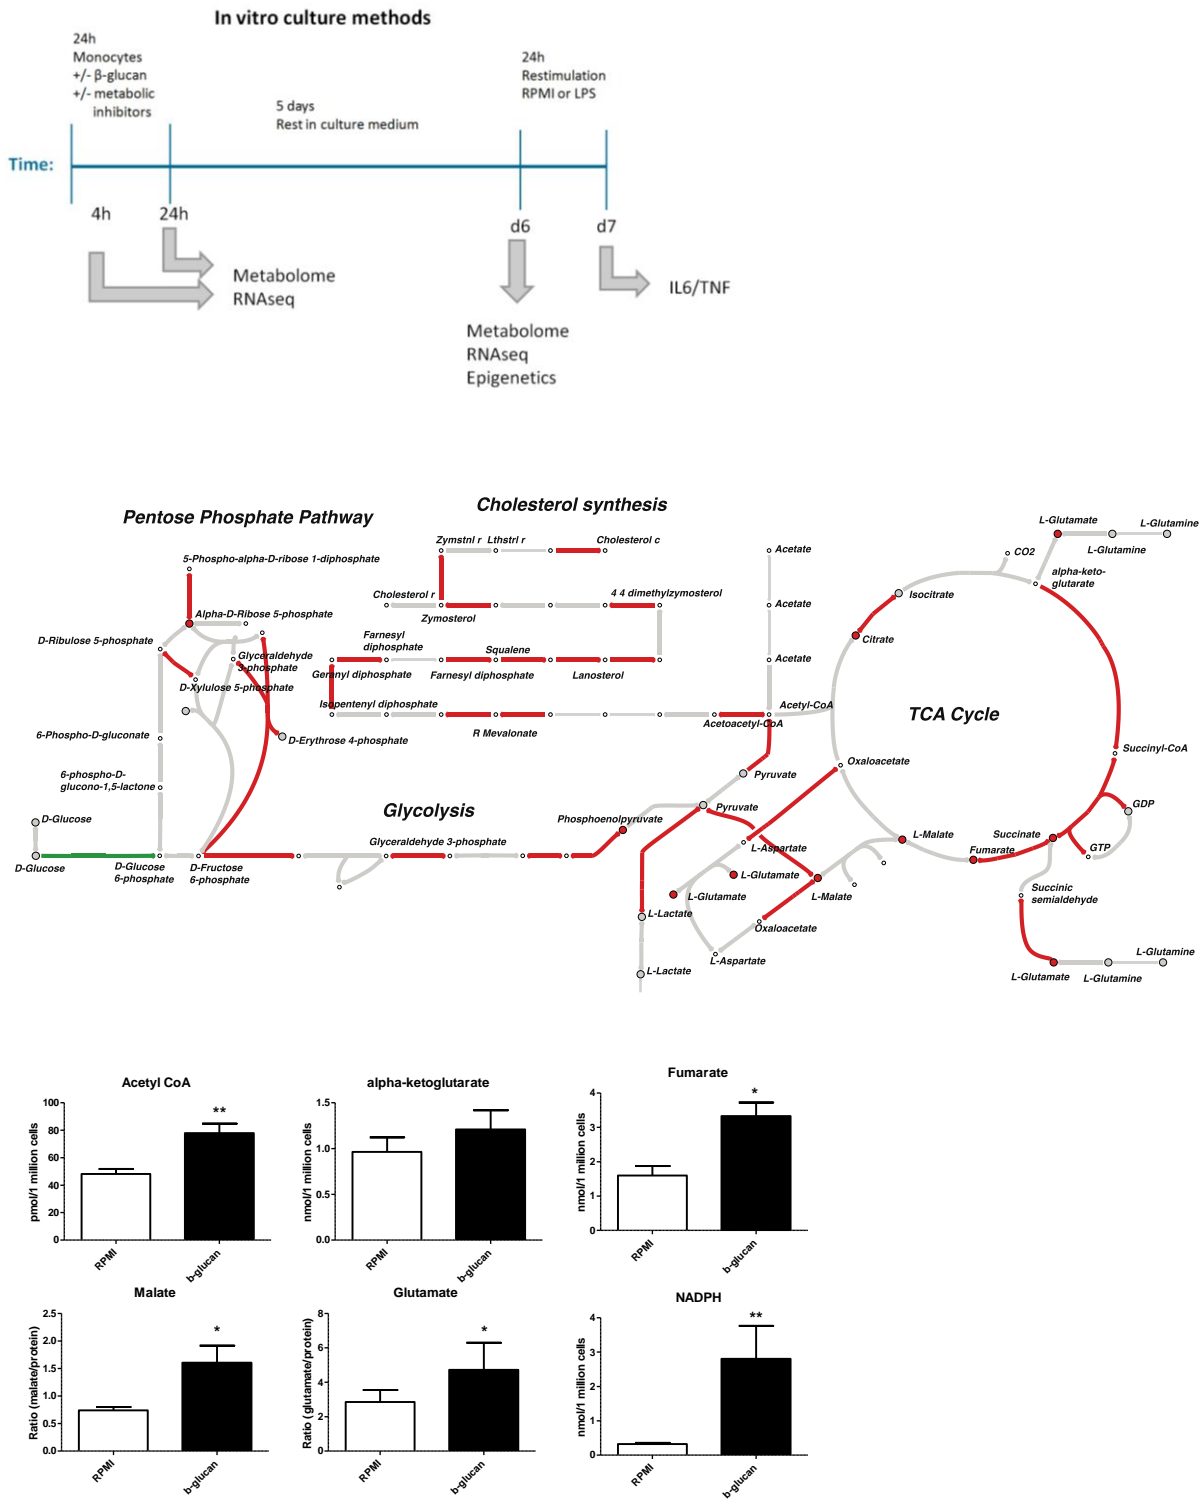 In vitro culture methods
24h
Monocytes
+/- β-glucan
+/- metabolic
inhibitors
5 days
Rest in culture medium
24h
Restimulation
RPMI or LPS
Time:
4h
24h
d6
d7
Metabolome
RNAseq
IL6/TNF
Metabolome
RNAseq
Epigenetics
Pentose Phosphate Pathway
Cholesterol synthesis
5-Phospho-alpha-D-ribose 1-diphosphate
Alpha-D-Ribose 5-phosphate
D-Ribulose 5-phosphate
Glyceraldehyde
3-phosphate
D-Xylulose 5-phosphate
6-Phospho-D-gluconate
D-Erythrose 4-phosphate
6-phospho-D-
glucono-1,5-lactone
D-Glucose
D-Glucose
D-Glucose
6-phosphate
D-Fructose
6-phosphate
Zymstnl r
Lthstrl r
Cholesterol c
Cholesterol r
Zymosterol
4 4 dimethylzymosterol
Farnesyl
diphosphate
Squalene
Geranyl diphosphate
Farnesyl diphosphate
Lanosterol
Isopentenyl diphosphate
R Mevalonate
Acetoacetyl-CoA
Acetyl-CoA
Acetate
Acetate
Acetate
Glycolysis
Glyceraldehyde 3-phosphate
Phosphoenolpyruvate
Pyruvate
Pyruvate
L-Aspartate
L-Glutamate
L-Glutamate
L-Lactate
L-Lactate
L-Malate
Oxaloacetate
L-Aspartate
TCA Cycle
L-Glutamate
L-Glutamine
L-Glutamine
CO2
alpha-keto-
glutarate
Isocitrate
Citrate
Oxaloacetate
Succinyl-CoA
GDP
GTP
L-Malate
Fumarate
Succinate
Succinic
semialdehyde
L-Glutamate
L-Glutamine
L-Glutamine
Acetyl CoA
pmol/1 million cells
100
80
60
40
20
0
**
RPMI
b-glucan
alpha-ketoglutarate
nmol/1 million cells
1.5
1.0
0.5
0.0
RPMI
b-glucan
Fumarate
nmol/1 million cells
4
3
2
1
0
*
RPMI
b-glucan
Malate
Ratio (malate/protein)
2.5
2.0
1.5
1.0
0.5
0.0
*
RPMI
b-glucan
Glutamate
Ratio (glutamate/protein)
8
6
4
2
0
*
RPMI
b-glucan
NADPH
nmol/1 million cells
4
3
2
1
0
**
RPMI
b-glucan